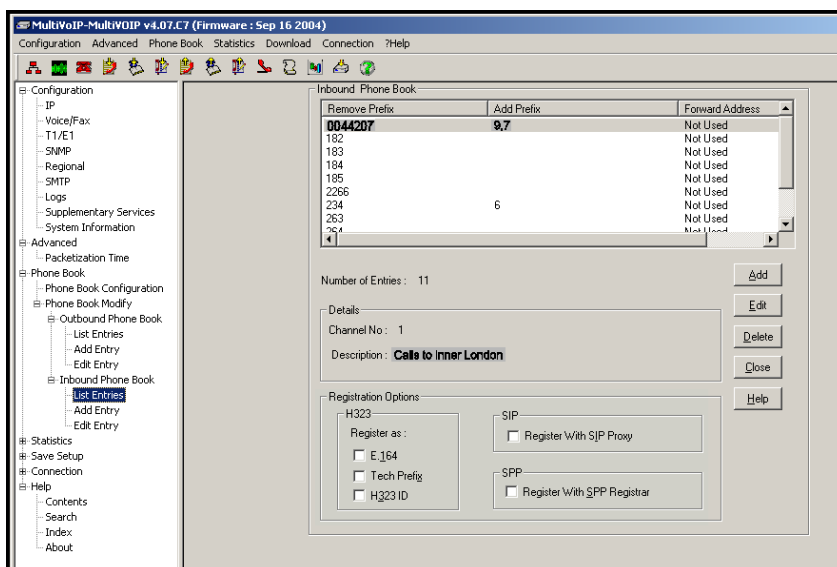 MultiVoIP-MultiVOIP v4.07.C7 (Firmware : Sep 16 2004)
Configuration Advanced Phone Book Statistics Download Connection ?Help
Configuration
IP
Voice/Fax
T1/E1
SNMP
Regional
SMTP
Logs
Supplementary Services
System Information
Advanced
Packetization Time
Phone Book
Phone Book Configuration
Phone Book Modify
Outbound Phone Book
List Entries
Add Entry
Edit Entry
Inbound Phone Book
List Entries
Add Entry
Edit Entry
Statistics
Save Setup
Connection
Help
Contents
Search
Index
About
Inbound Phone Book
Remove Prefix Add Prefix Forward Address
0044207 9,7 Not Used
182 Not Used
183 Not Used
184 Not Used
185 Not Used
2266 Not Used
234 6 Not Used
263 Not Used
264 Not Used
Number of Entries : 11
Add
Edit
Delete
Close
Help
Details
Channel No : 1
Description : Calls to Inner London
Registration Options
H323
Register as :
E.164
Tech Prefix
H323 ID
SIP
Register With SIP Proxy
SPP
Register With SPP Registrar